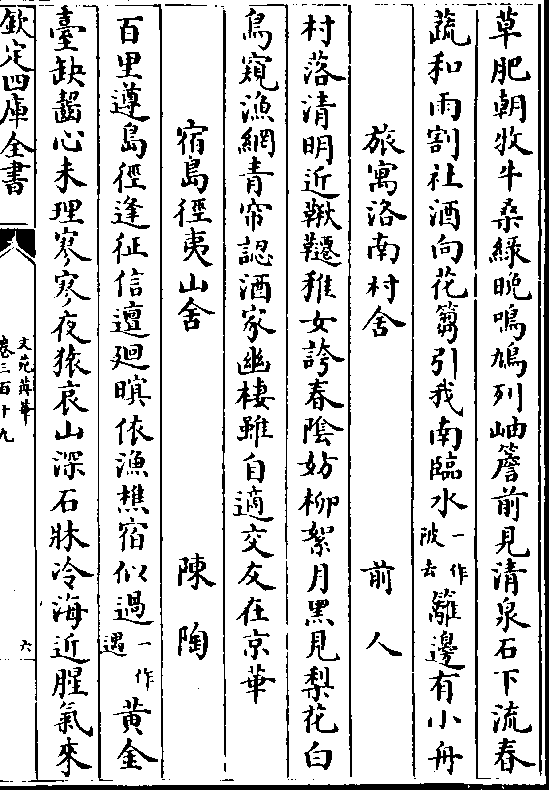 草肥朝牧牛桑綠晚鳴鳩列岫簷前見清泉石下流春
蔬和雨割社酒向花篘引我南臨水一作陂去籬邊有小舟
旅寓洛南村舍 前人
村落清明近鞦韆稚女誇春陰妨柳絮月黑見梨花白
鳥窺漁網青帘認酒家幽棲雖自適交友在京華
宿島徑夷山舍 陳陶
百里遵島徑逢征信邅迴暝依漁樵宿似過一作遇黃金
臺缺齧心未理寥寥夜猿哀山深石牀冷海近腥氣來
欽定四庫全書
文苑英華
卷三百十九
六